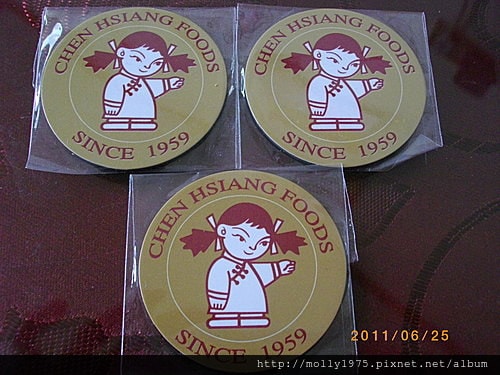 CHEN HSIANG FOODS
SINCE 1959
CHEN HSIANG FOODS
SINCE 1959
CHEN HSIANG FOODS
SINCE 1959
2011/06/25
http://molly1975.pixnet.net/album